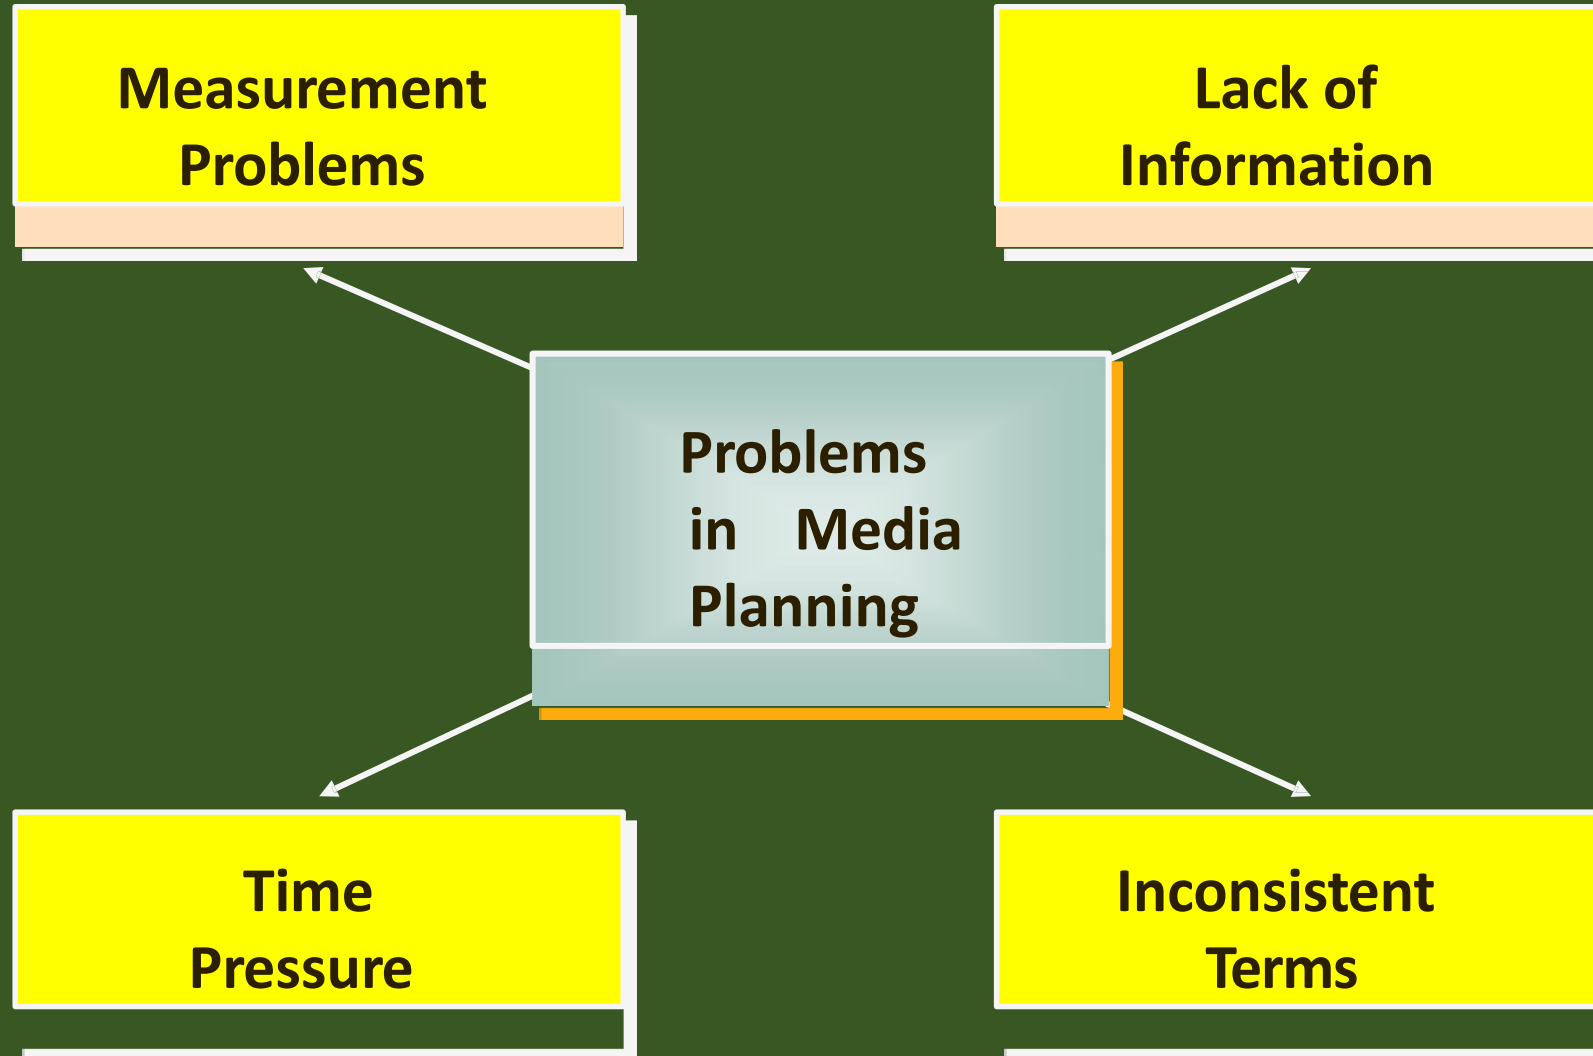 Measurement
Problems
Lack of
Information
Problems
in Media
Planning
Time
Pressure
Inconsistent
Terms